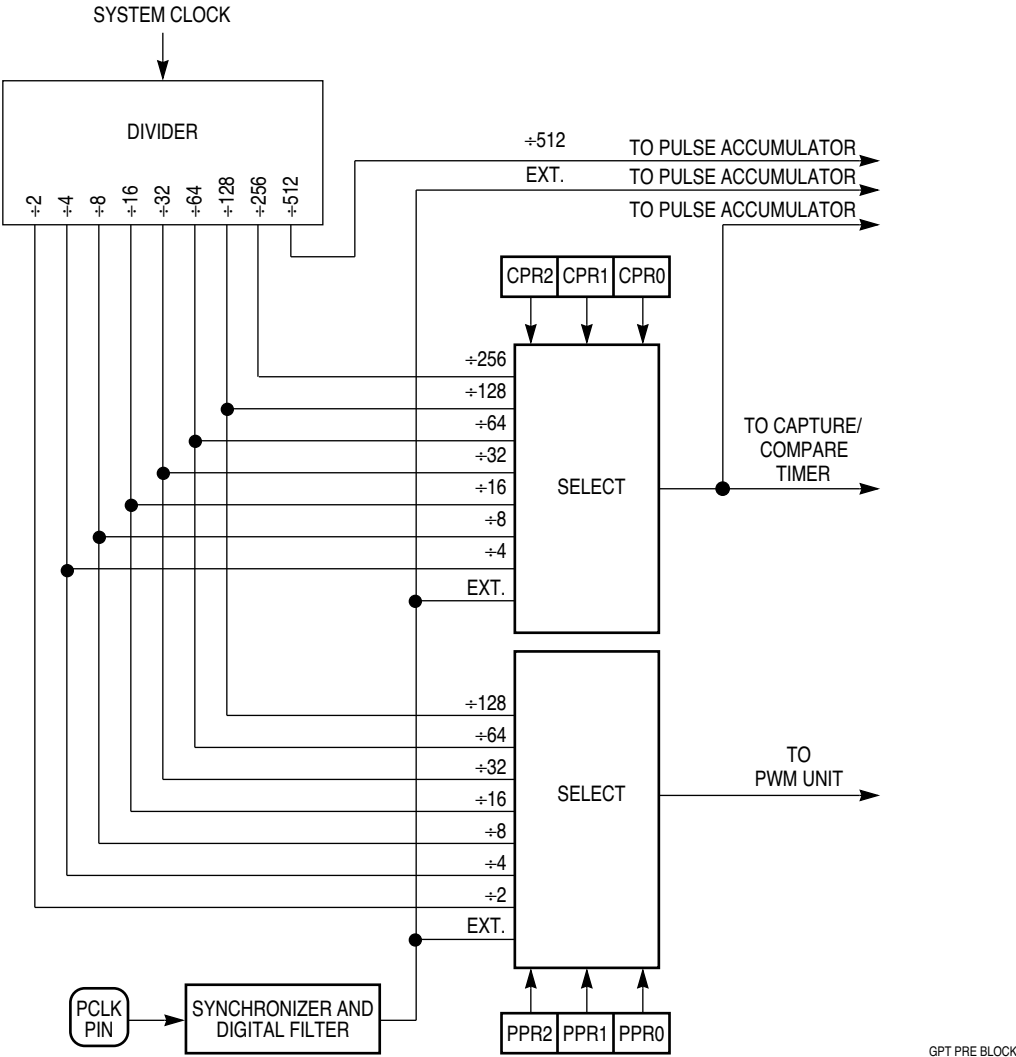 SYSTEM CLOCK
DIVIDER
÷2
÷4
÷8
÷16
÷32
÷64
÷128
÷256
÷512
÷512
TO PULSE ACCUMULATOR
EXT.
TO PULSE ACCUMULATOR
TO PULSE ACCUMULATOR
CPR2 CPR1 CPR0
÷256
÷128
÷64
÷32
÷16
÷8
÷4
EXT.
SELECT
TO CAPTURE/
COMPARE
TIMER
÷128
÷64
÷32
÷16
÷8
÷4
÷2
EXT.
SELECT
TO
PWM UNIT
PCLK
PIN
SYNCHRONIZER AND
DIGITAL FILTER
PPR2 PPR1 PPR0
GPT PRE BLOCK